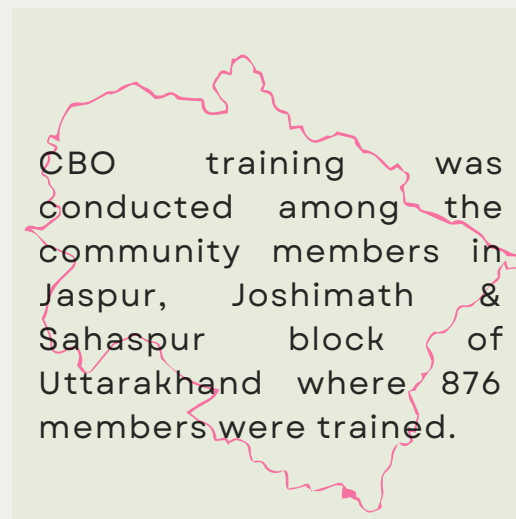 CBO training was
conducted among the
community members in
Jaspur, Joshimath &
Sahaspur block of
Uttarakhand where 876
members were trained.